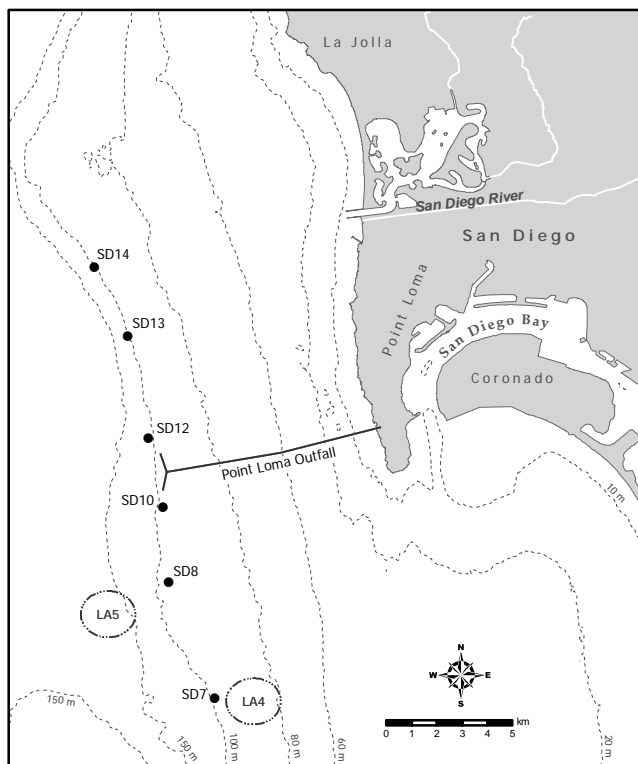 La Jolla
San Diego River
San Diego
SD14
Point Loma
SD13
San Diego Bay
Coronado
SD12
Point Loma Outfall
SD10
10 m
SD8
LA5
N
W E
S
SD7
LA4
150 m
150 m
100 m
80 m
60 m
20 m
km
0 1 2 3 4 5